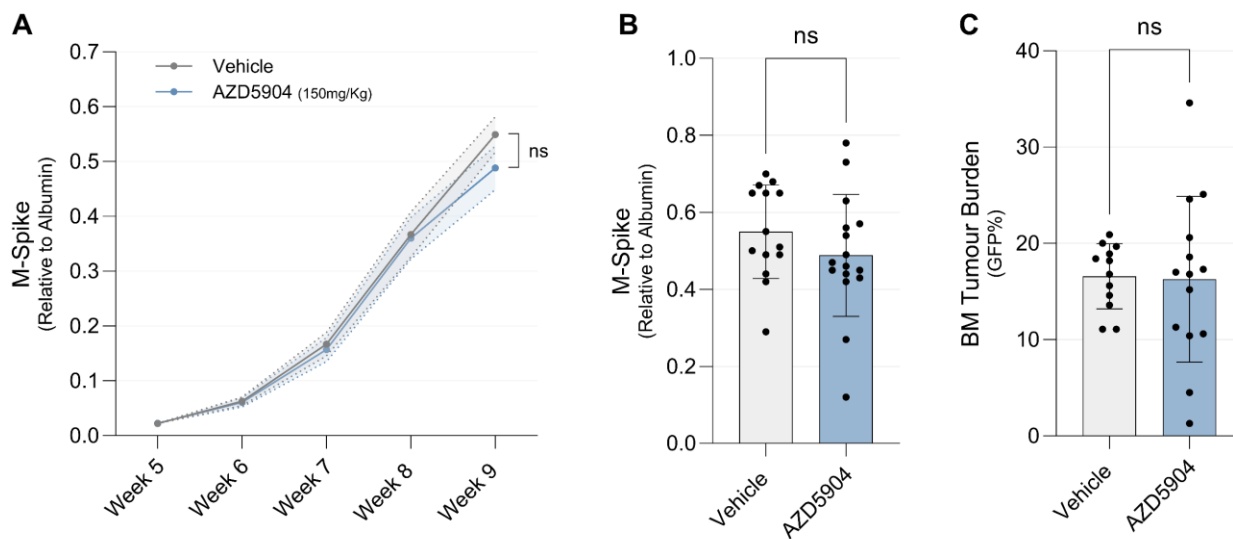 A
0.7
0.6
0.5
0.4
0.3
0.2
0.1
0.0
M-Spike
(Relative to Albumin)
Vehicle
AZD5904 (150mg/Kg)
ns
Week 5
Week 6
Week 7
Week 8
Week 9
B
ns
1.0
0.8
0.6
0.4
0.2
0.0
M-Spike
(Relative to Albumin)
Vehicle
AZD5904
C
ns
40
30
20
10
0
BM Tumour Burden
(GFP%)
Vehicle
AZD5904